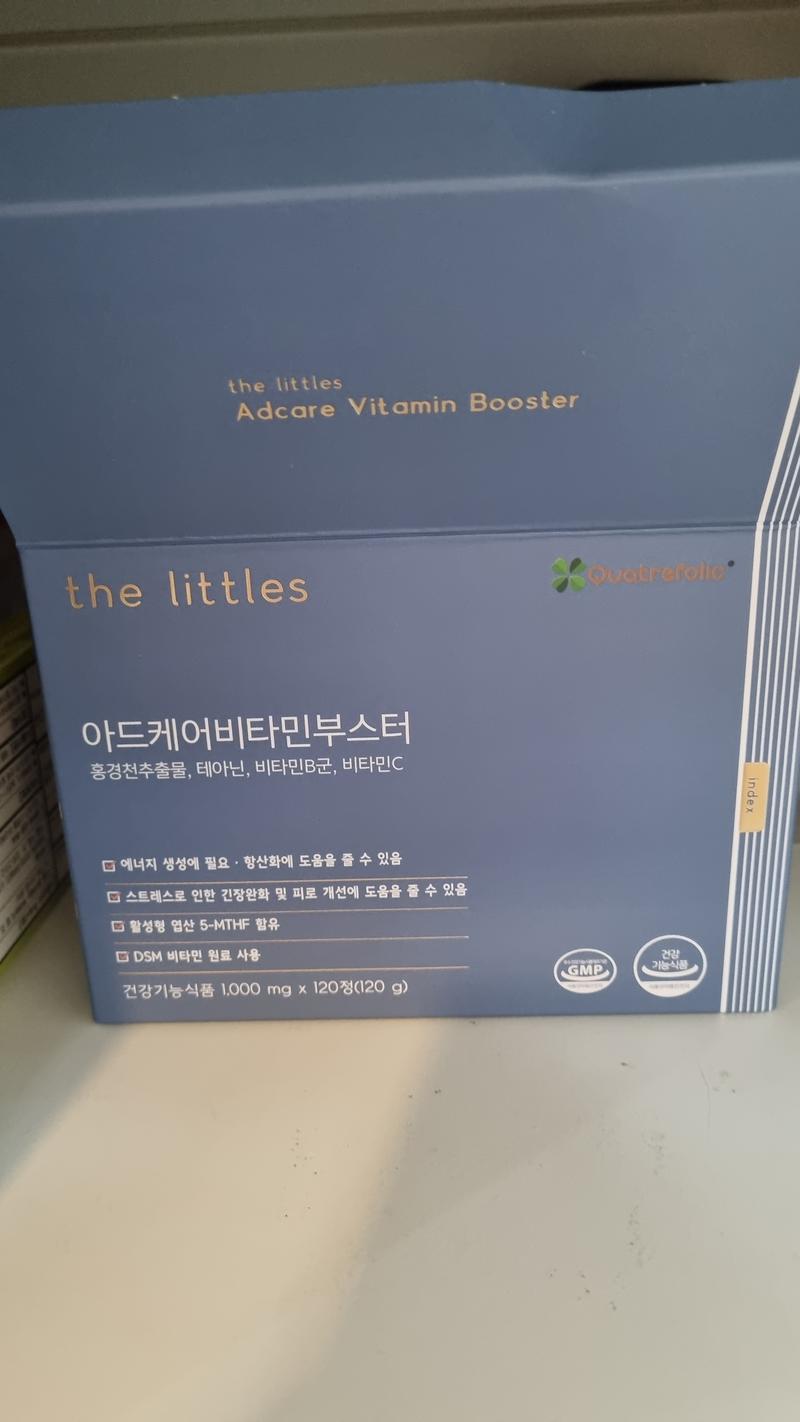 the littles
Adcare Vitamin Booster
the littles
Quatrefolic
아드케어비타민부스터
홍경천추출물, 테아닌, 비타민B군, 비타민C
에너지 생성에 필요 · 항산화에 도움을 줄 수 있음
스트레스로 인한 긴장완화 및 피로 개선에 도움을 줄 수 있음
활성형 엽산 5-MTHF 함유
DSM 비타민 원료 사용
건강기능식품 1,000 mg x 120정(120 g)
GMP
건강
기능식품
index